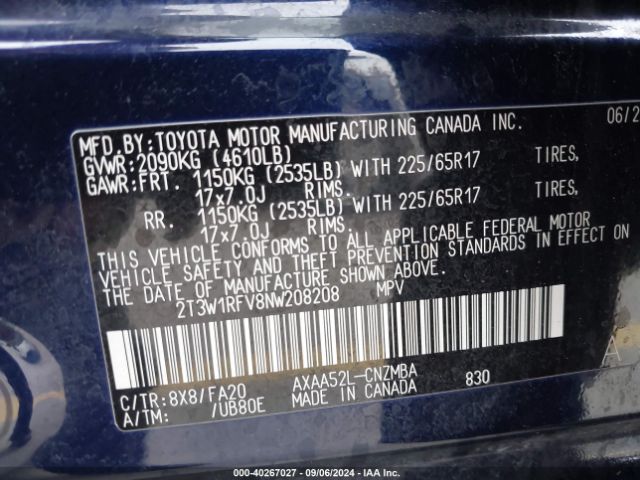 MFD.BY:TOYOTA MOTOR MANUFACTURING CANADA INC. 06/2
GVWR:2090KG (4610LB)
GAWR:FRT. 1150KG (2535LB) WITH 225/65R17 TIRES,
17x7.0J RIMS.
RR. 1150KG (2535LB) WITH 225/65R17 TIRES,
17x7.0J RIMS.
THIS VEHICLE CONFORMS TO ALL APPLICABLE FEDERAL MOTOR
VEHICLE SAFETY AND THEFT PREVENTION STANDARDS IN EFFECT ON
THE DATE OF MANUFACTURE SHOWN ABOVE.
2T3W1RFV8NW208208 MPV
C/TR:8X8/FA20 AXAA52L-CNZMBA 830
A/TM: /UB80E MADE IN CANADA
A
000-40267027 - 09/06/2024 - IAA Inc.